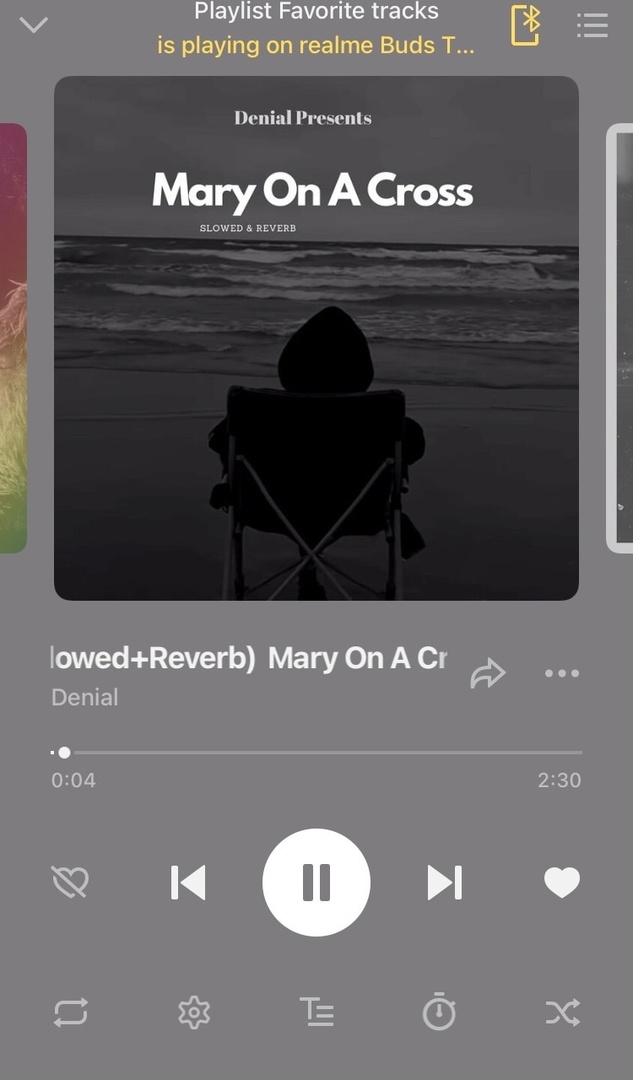 Playlist Favorite tracks
is playing on realme Buds T...
Denial Presents
Mary On A Cross
SLOWED & REVERB
lowed+Reverb) Mary On A Cr
Denial
0:04
2:30